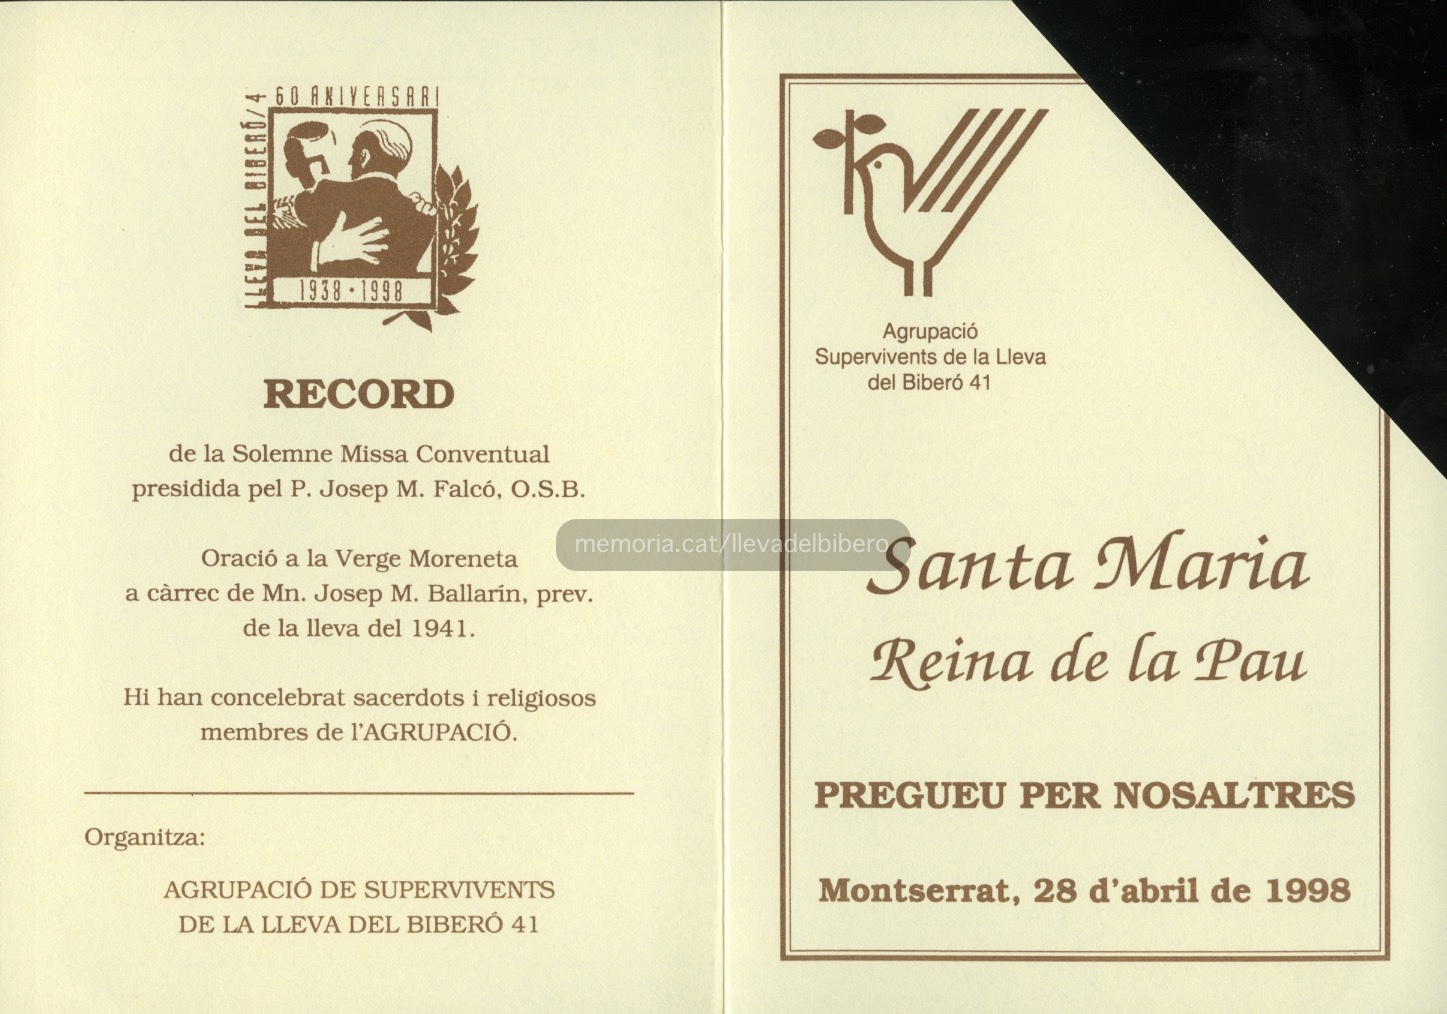 60 ANIVERSARI
LLEVA DEL BIBERÓ/4
1938 · 1998
RECORD
de la Solemne Missa Conventual
presidida pel P. Josep M. Falcó, O.S.B.
Oració a la Verge Moreneta
a càrrec de Mn. Josep M. Ballarín, prev.
de la lleva del 1941.
Hi han concelebrat sacerdots i religiosos
membres de l'AGRUPACIÓ.
Organitza:
AGRUPACIÓ DE SUPERVIVENTS
DE LA LLEVA DEL BIBERÓ 41
memoria.cat/llevadelbibero
Agrupació
Supervivents de la Lleva
del Biberó 41
Santa Maria
Reina de la Pau
PREGUEU PER NOSALTRES
Montserrat, 28 d'abril de 1998